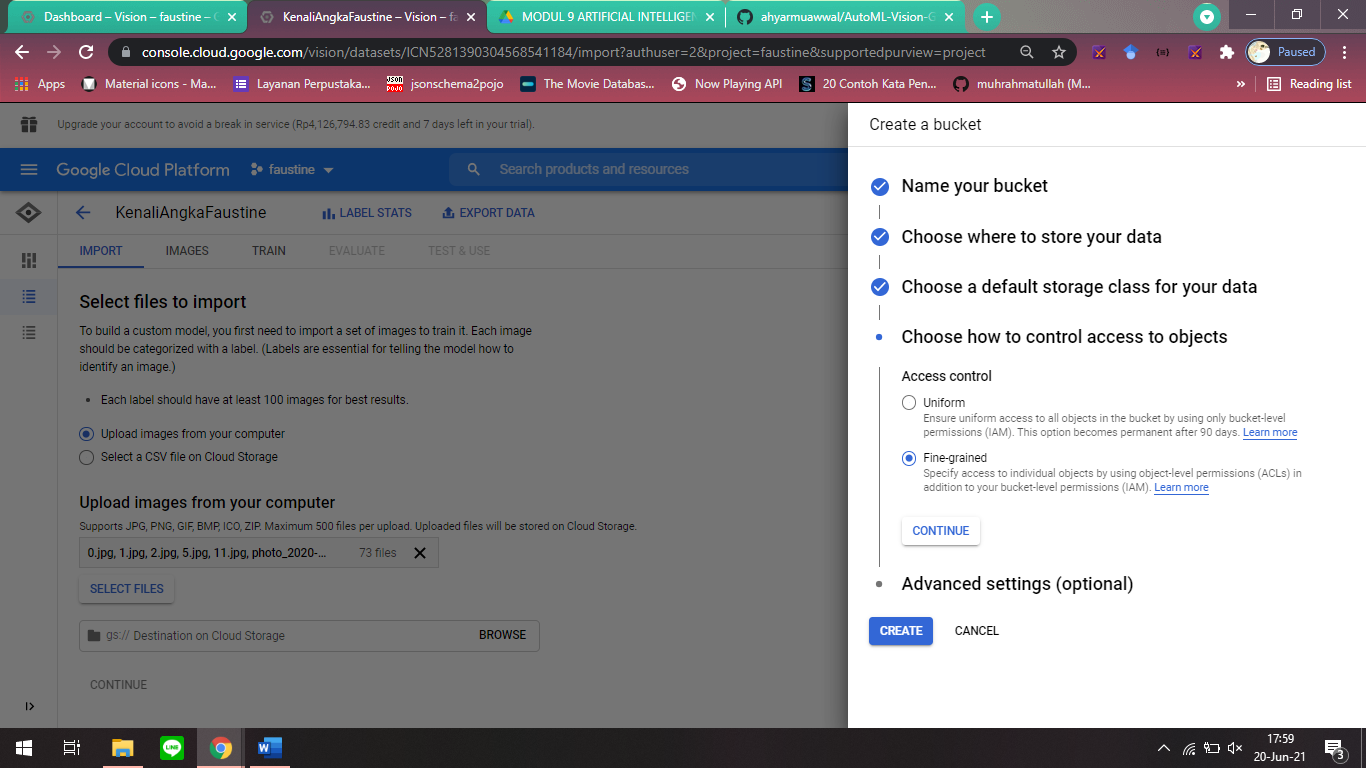 Dashboard – Vision – faustine – G
KenaliAngkaFaustine – Vision – fa
MODUL 9 ARTIFICIAL INTELLIGEN
ahyarmuawwal/AutoML-Vision-G
console.cloud.google.com/vision/datasets/ICN5281390304568541184/import?authuser=2&project=faustine&supportedpurview=project
Paused
Apps
Material icons - Ma...
Layanan Perpustaka...
JSON POJO
jsonschema2pojo
The Movie Databas...
Now Playing API
20 Contoh Kata Pen...
muhrahmatullah (M...
»
Reading list
Upgrade your account to avoid a break in service (Rp4,126,794.83 credit and 7 days left in your trial).
Google Cloud Platform
faustine
Search products and resources
KenaliAngkaFaustine
LABEL STATS
EXPORT DATA
IMPORT
IMAGES
TRAIN
EVALUATE
TEST & USE
Select files to import
To build a custom model, you first need to import a set of images to train it. Each image
should be categorized with a label. (Labels are essential for telling the model how to
identify an image.)
• Each label should have at least 100 images for best results.
Upload images from your computer
Select a CSV file on Cloud Storage
Upload images from your computer
Supports JPG, PNG, GIF, BMP, ICO, ZIP. Maximum 500 files per upload. Uploaded files will be stored on Cloud Storage.
0.jpg, 1.jpg, 2.jpg, 5.jpg, 11.jpg, photo_2020-...
73 files
SELECT FILES
gs:// Destination on Cloud Storage
BROWSE
CONTINUE
Create a bucket
Name your bucket
Choose where to store your data
Choose a default storage class for your data
Choose how to control access to objects
Access control
Uniform
Ensure uniform access to all objects in the bucket by using only bucket-level
permissions (IAM). This option becomes permanent after 90 days. Learn more
Fine-grained
Specify access to individual objects by using object-level permissions (ACLs) in
addition to your bucket-level permissions (IAM). Learn more
CONTINUE
Advanced settings (optional)
CREATE
CANCEL
LINE
17:59
20-Jun-21
3